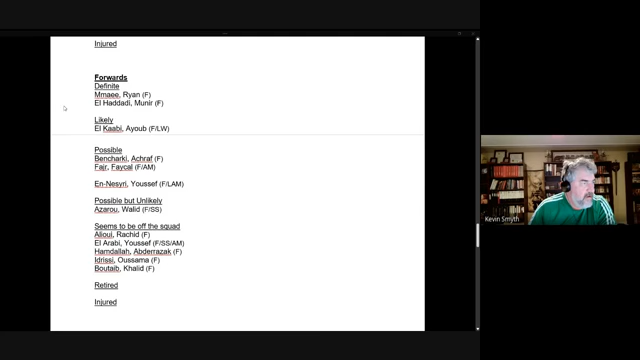 Injured
Forwards
Definite
Mmaee, Ryan (F)
El Haddadi, Munir (F)
Likely
El Kaabi, Ayoub (F/LW)
Possible
Bencharki, Achraf (F)
Fajr, Faycal (F/AM)
En-Nesyri, Youssef (F/LAM)
Possible but Unlikely
Azarou, Walid (F/SS)
Seems to be off the squad
Alioui, Rachid (F)
El Arabi, Youssef (F/SS/AM)
Hamdallah, Abderrazak (F)
Idrissi, Oussama (F)
Boutaib, Khalid (F)
Retired
Injured
Kevin Smyth